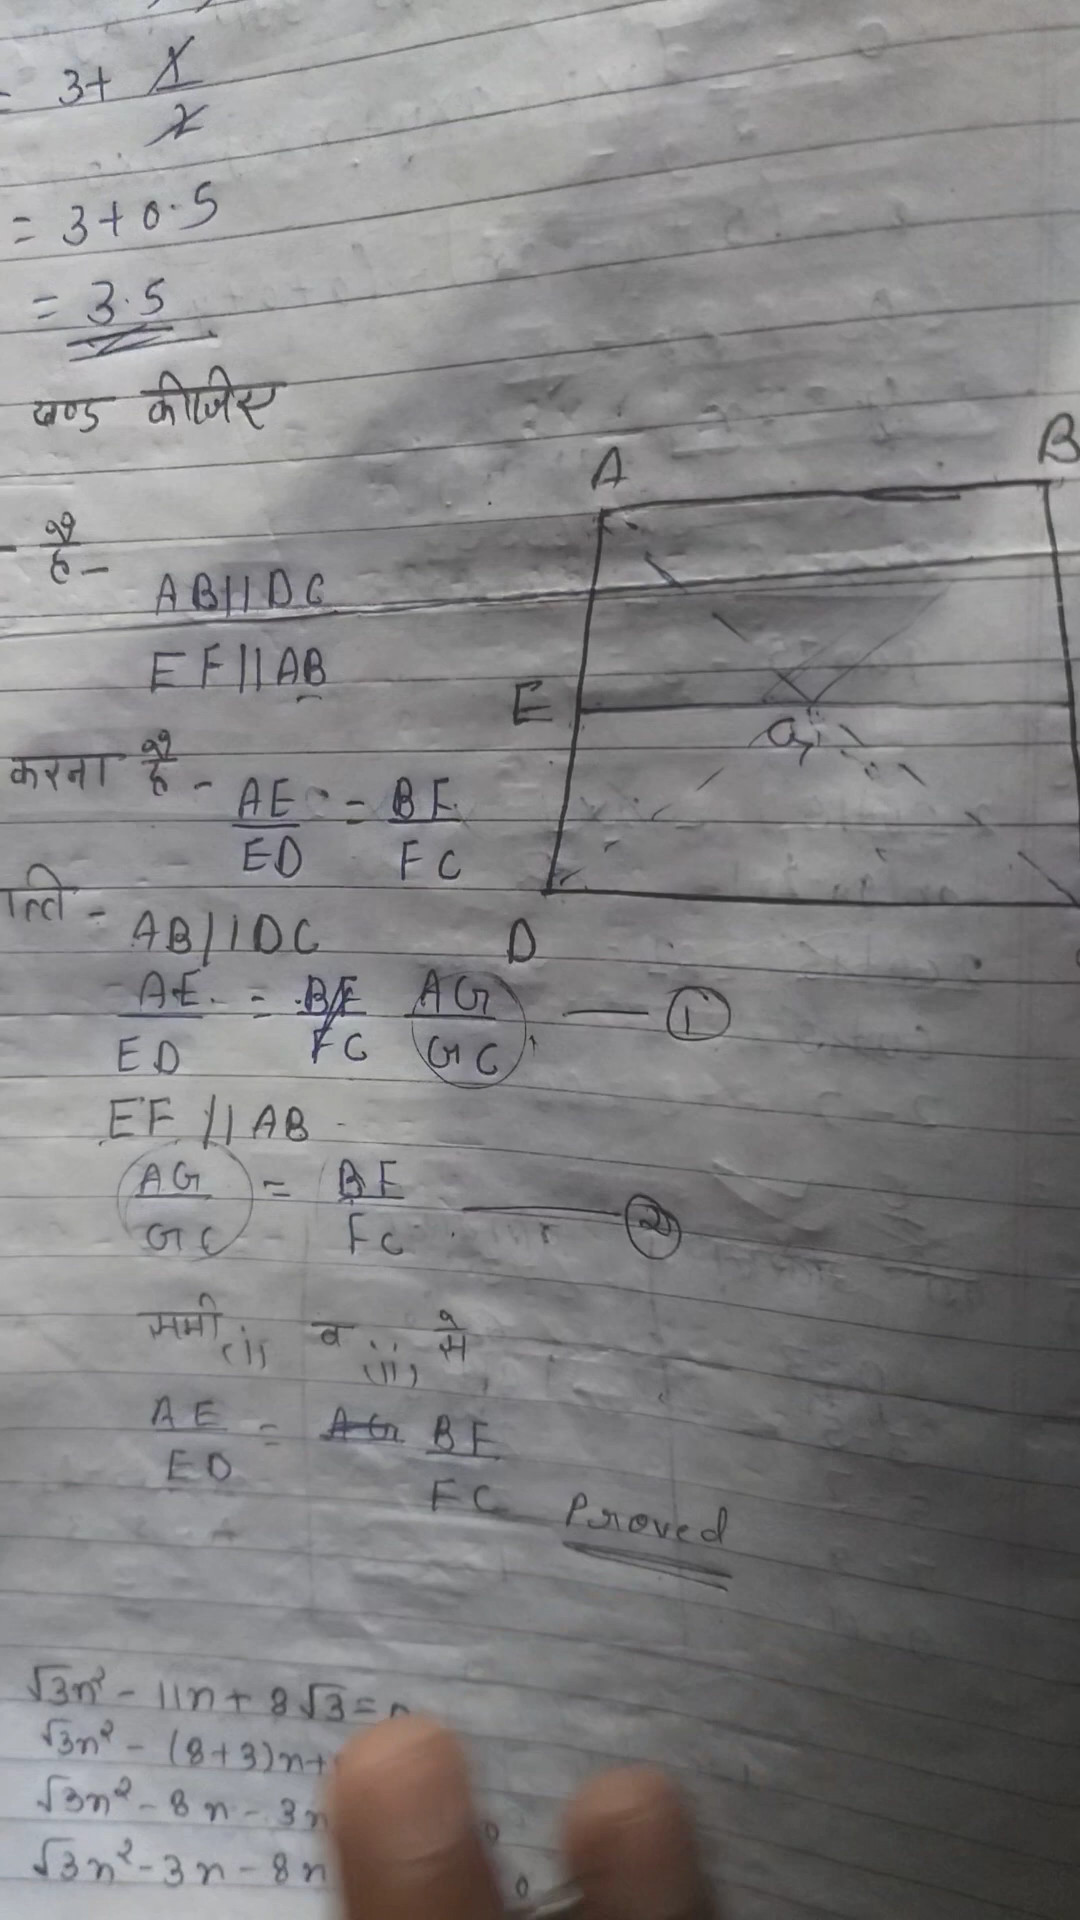 = 3+ 1/2
= 3+0.5
= 3.5
खण्ड कीजिए
A B
है-
AB||DC
EF||AB
E G
करना है - AE/ED = BF/FC
त्ति - AB||DC
D
AE/ED = BF/FC AG/GC — ①
EF || AB
AG/GC = BF/FC — ②
समी (i) व (ii) से
AE/ED = AG BF/FC Proved
√3n² - 11n + 8√3 =
√3n² - (8+3)n+
√3n² - 8n - 3n 0
√3n² - 3n - 8n 0